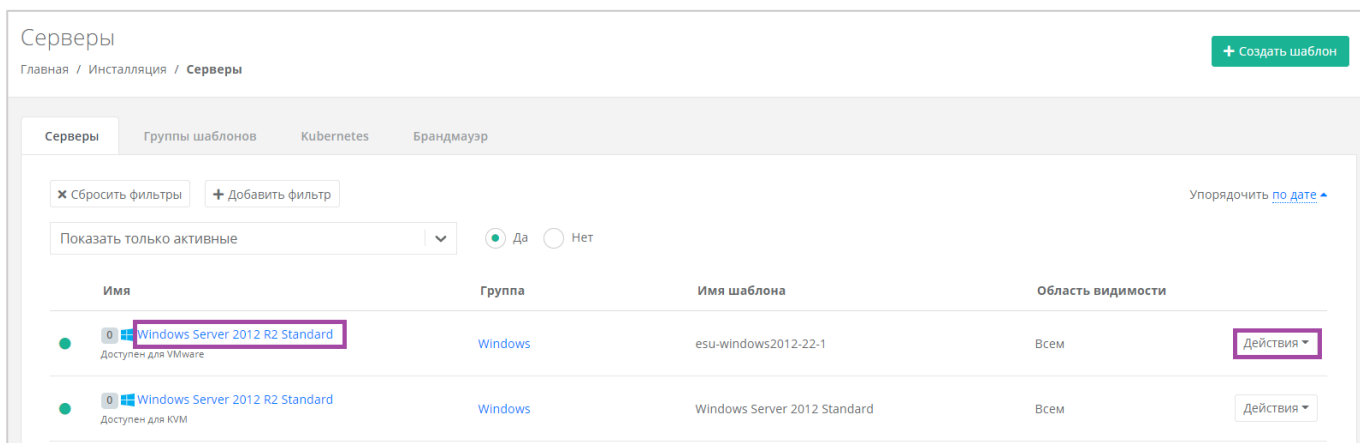 Серверы
+ Создать шаблон
Главная / Инсталляция / Серверы
Серверы Группы шаблонов Kubernetes Брандмауэр
× Сбросить фильтры + Добавить фильтр Упорядочить по дате
Показать только активные Да Нет
Имя Группа Имя шаблона Область видимости
0 Windows Server 2012 R2 Standard Windows esu-windows2012-22-1 Всем Действия
Доступен для VMware
0 Windows Server 2012 R2 Standard Windows Windows Server 2012 Standard Всем Действия
Доступен для KVM